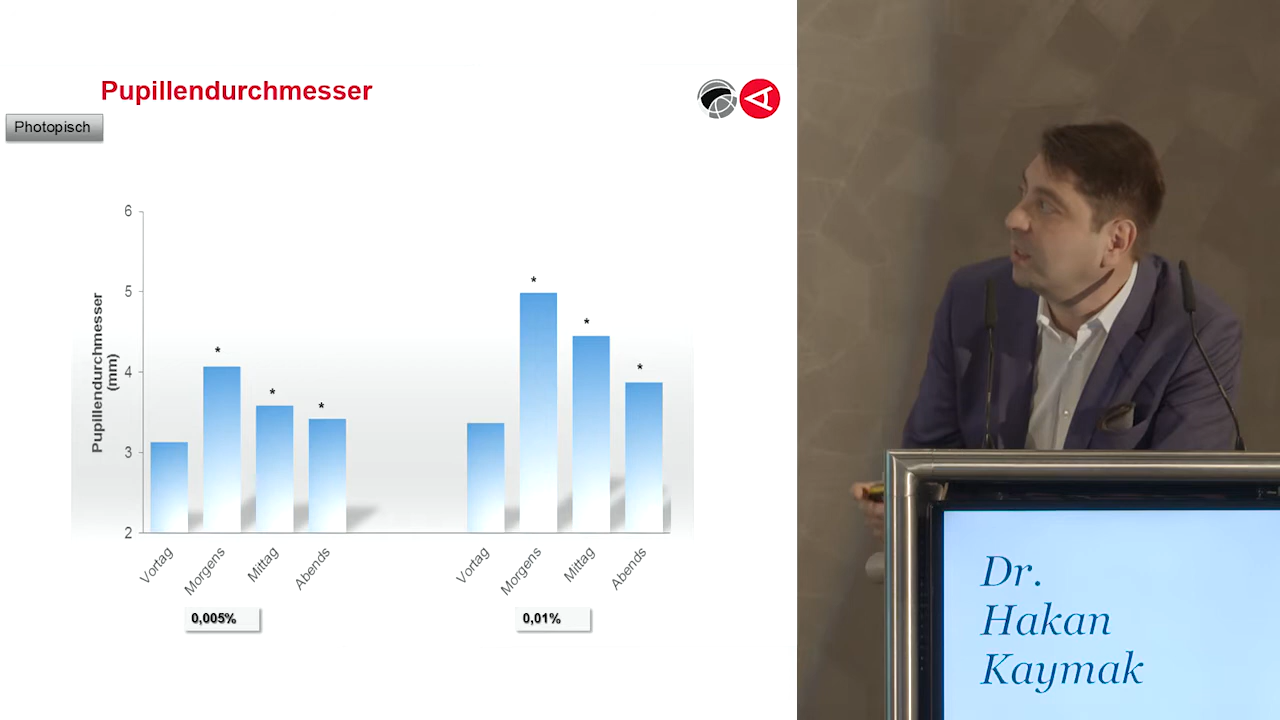 Pupillendurchmesser
Photopisch
6
5
4
3
2
Pupillendurchmesser
(mm)
*
*
*
*
*
*
Vortag
Morgens
Mittag
Abends
Vortag
Morgens
Mittag
Abends
0,005%
0,01%
Dr.
Hakan
Kaymak